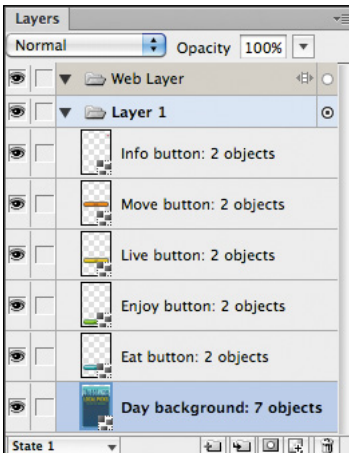 Layers
Normal Opacity 100%
Web Layer
Layer 1
Info button: 2 objects
Move button: 2 objects
Live button: 2 objects
Enjoy button: 2 objects
Eat button: 2 objects
Day background: 7 objects
State 1